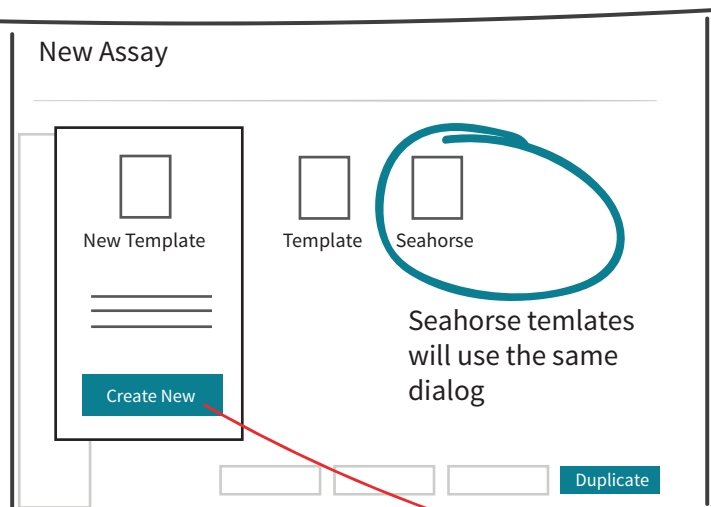 New Assay
New Template
Template
Seahorse
Seahorse temlates
will use the same
dialog
Create New
Duplicate